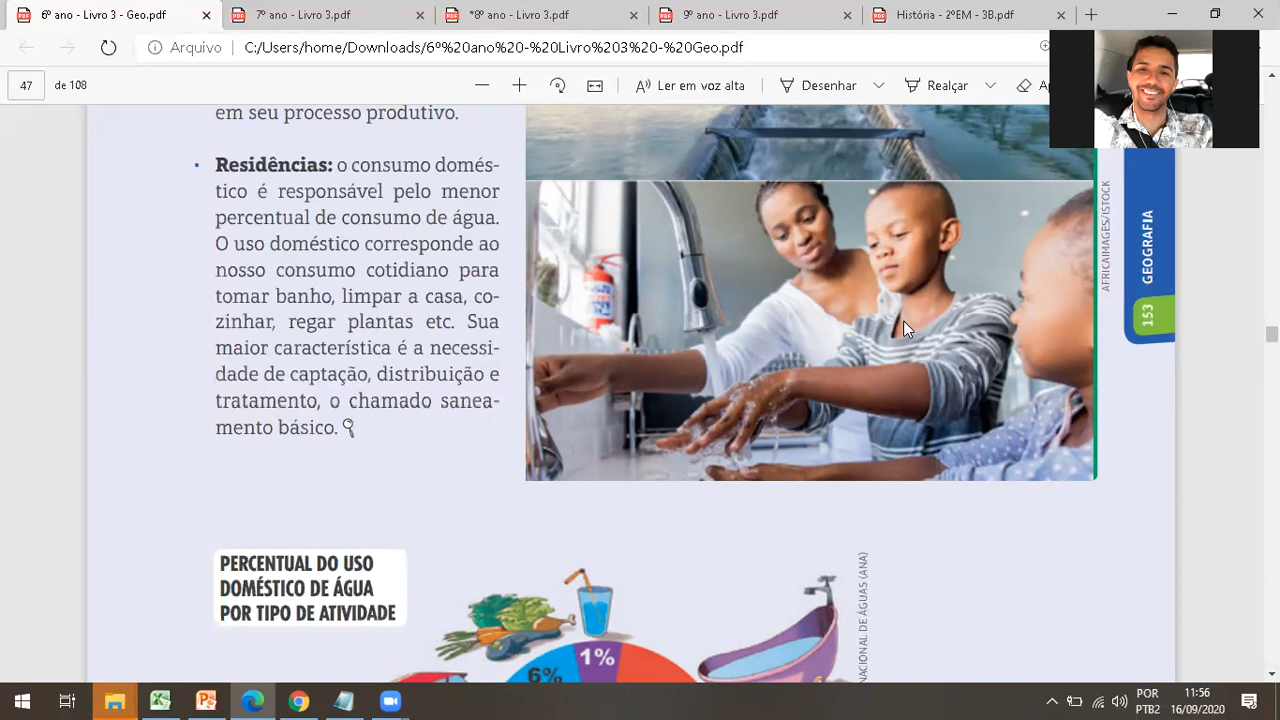 6º ano - Livro 3 - Geo.pdf
7º ano - Livro 3.pdf
*8º ano - Livro 3.pdf
9º ano - Livro 3.pdf
História - 2ºEM - 3B.pdf
Arquivo
C:/Users/home/Downloads/6º%20ano%20-%20Livro%203%20-%20Geo.pdf
47 de 108
Ler em voz alta
Desenhar
Realçar
em seu processo produtivo.
• Residências: o consumo domés-
tico é responsável pelo menor
percentual de consumo de água.
O uso doméstico corresponde ao
nosso consumo cotidiano para
tomar banho, limpar a casa, co-
zinhar, regar plantas etc. Sua
maior característica é a necessi-
dade de captação, distribuição e
tratamento, o chamado sanea-
mento básico.
AFRICAIMAGES/ISTOCK
GEOGRAFIA
153
PERCENTUAL DO USO
DOMÉSTICO DE ÁGUA
POR TIPO DE ATIVIDADE
6%
1%
NACIONAL DE ÁGUAS (ANA)
POR
PTB2
11:56
16/09/2020